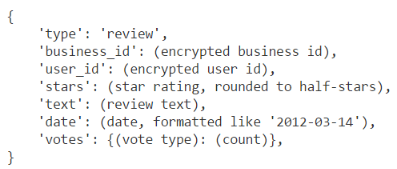 {
    'type': 'review',
    'business_id': (encrypted business id),
    'user_id': (encrypted user id),
    'stars': (star rating, rounded to half-stars),
    'text': (review text),
    'date': (date, formatted like '2012-03-14'),
    'votes': {(vote type): (count)},
}